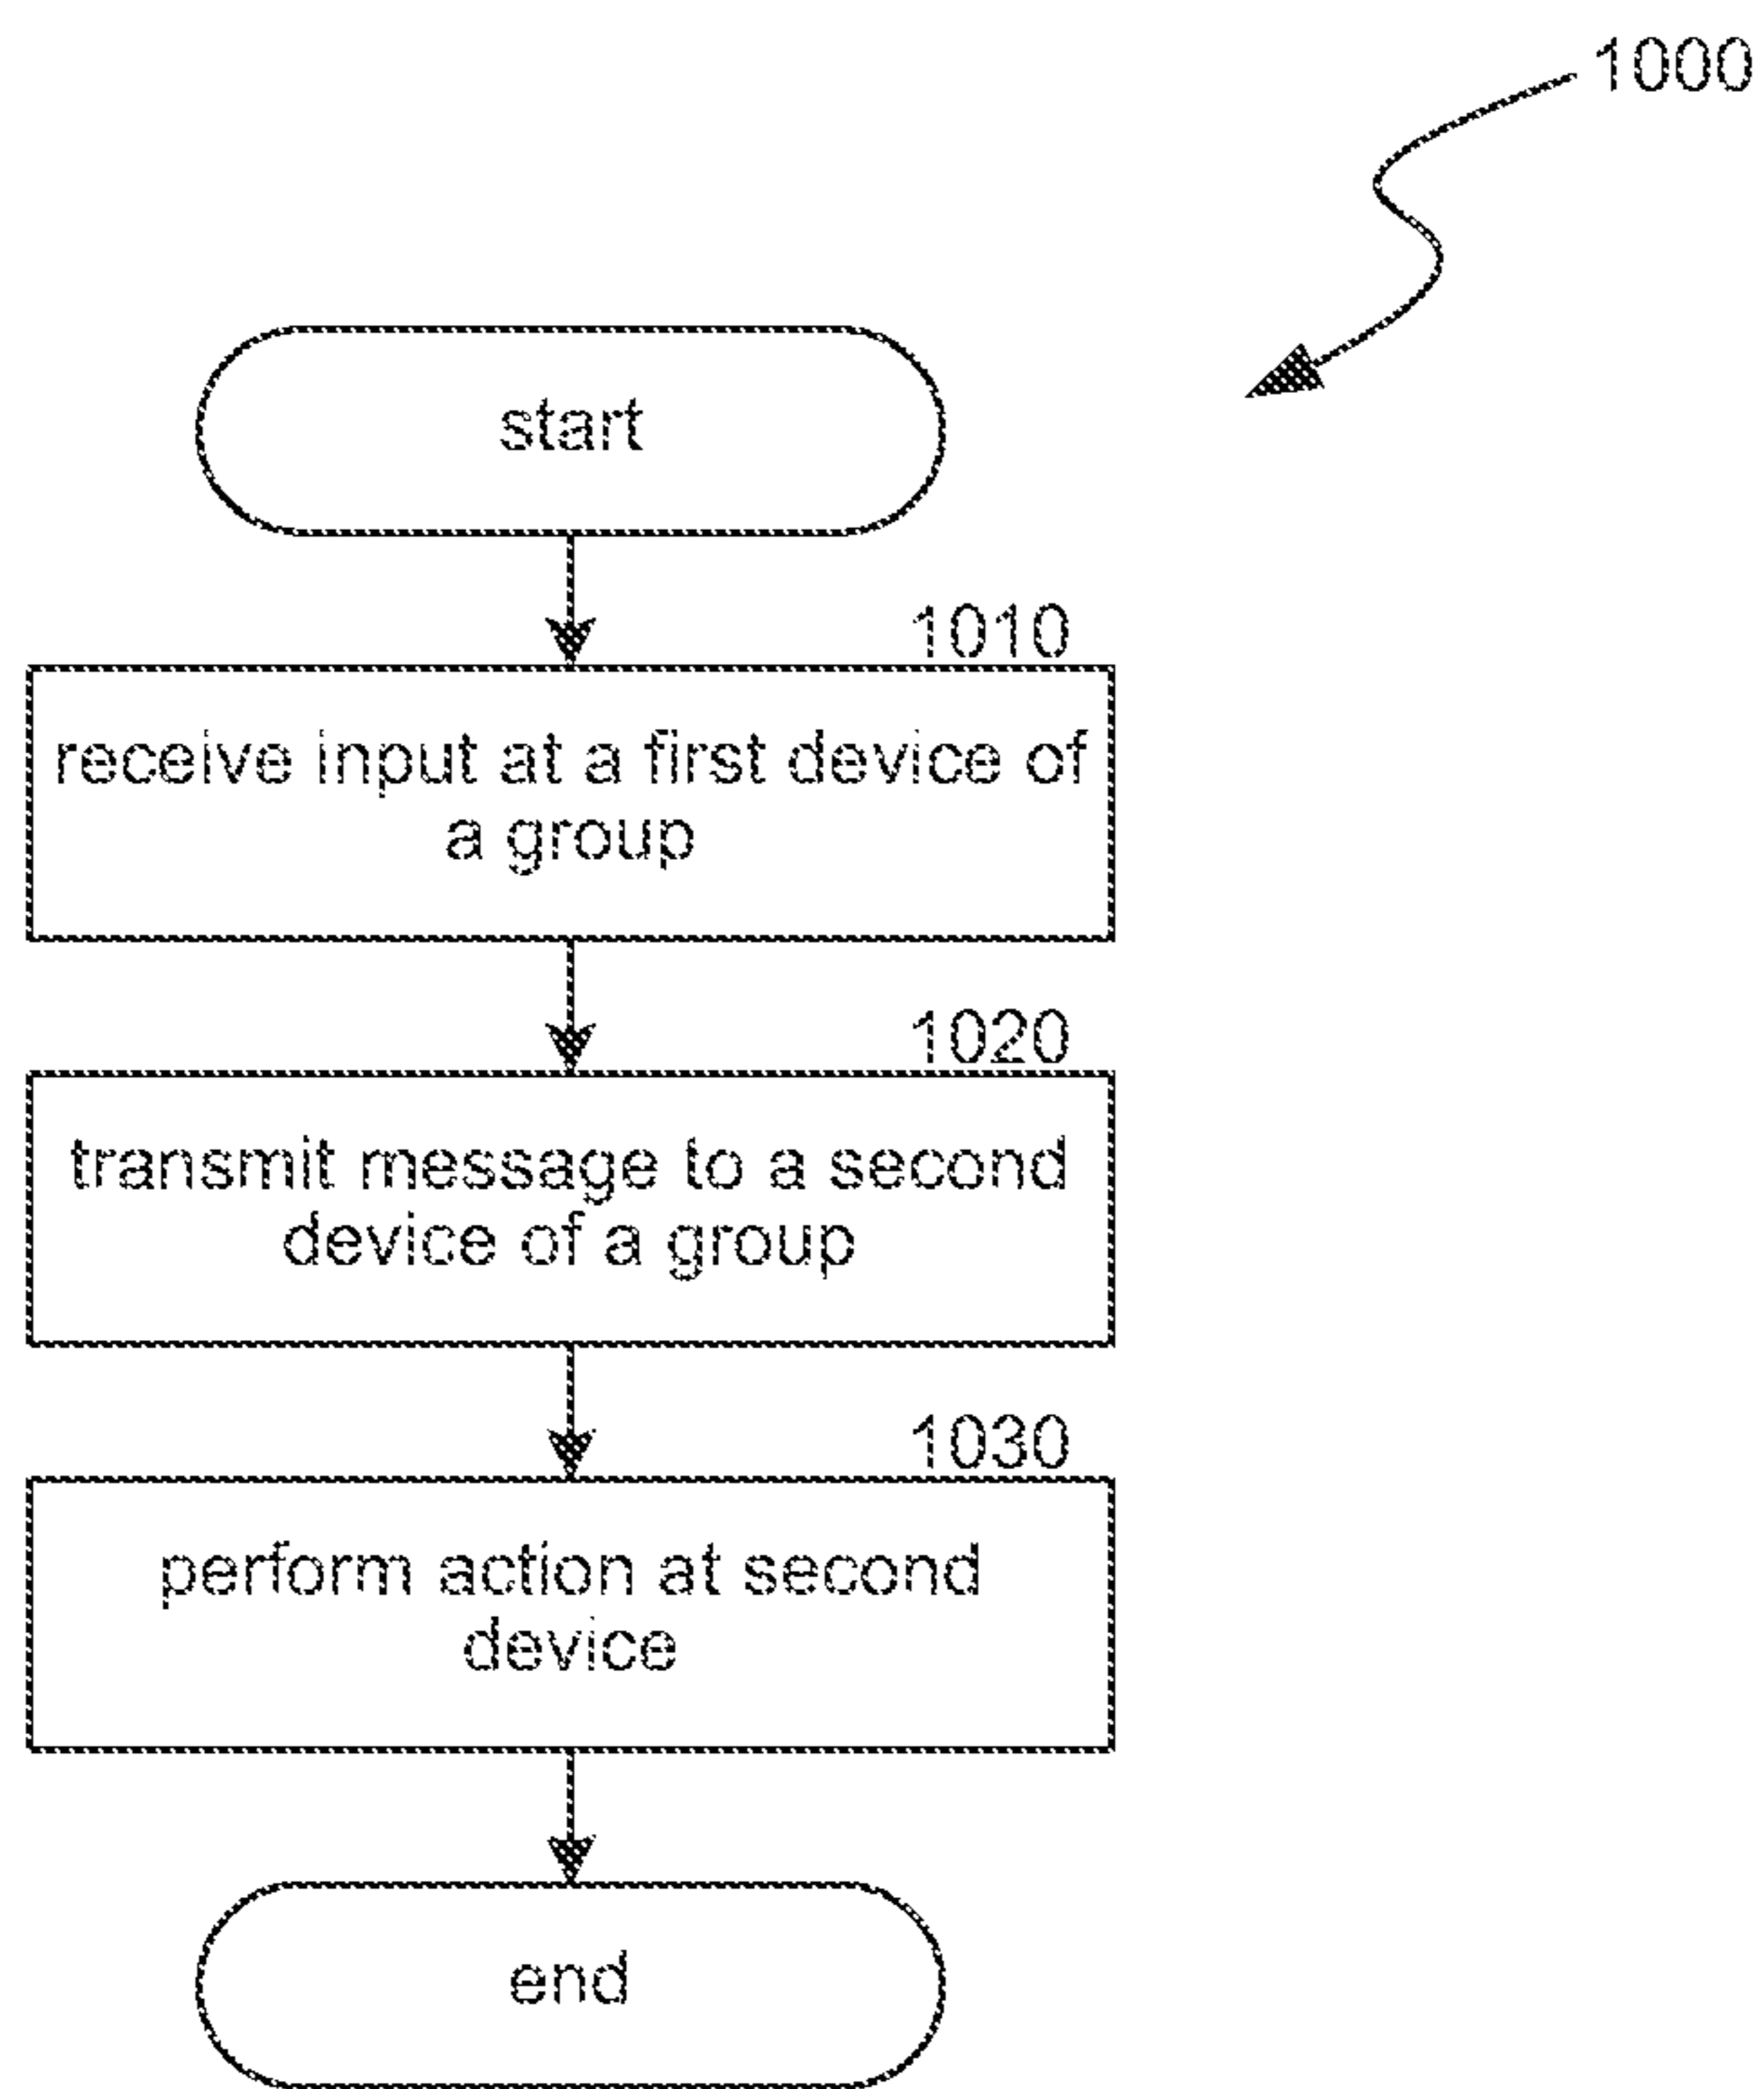 1000
start
1010
receive input at a first device of
a group
1020
transmit message to a second
device of a group
1030
perform action at second
device
end